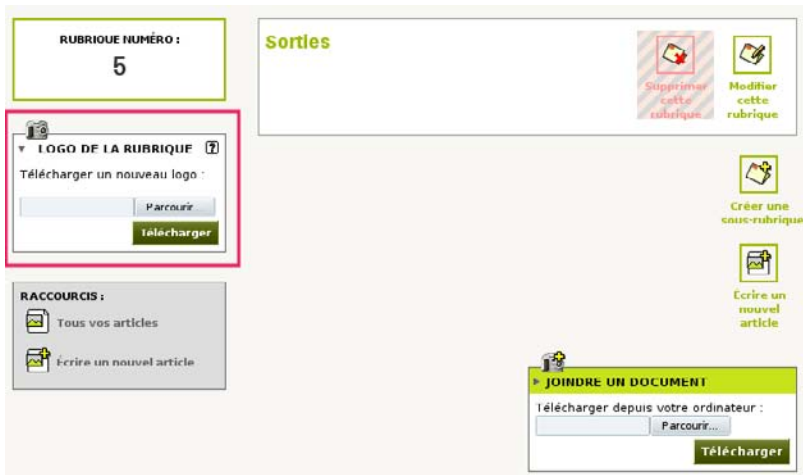 RUBRIQUE NUMÉRO :
5
LOGO DE LA RUBRIQUE
Télécharger un nouveau logo :
Parcourir...
Télécharger
RACCOURCIS :
Tous vos articles
Écrire un nouvel article
Sorties
Supprimer
cette
rubrique
Modifier
cette
rubrique
Créer une
sous-rubrique
Écrire un
nouvel
article
JOINDRE UN DOCUMENT
Télécharger depuis votre ordinateur :
Parcourir...
Télécharger